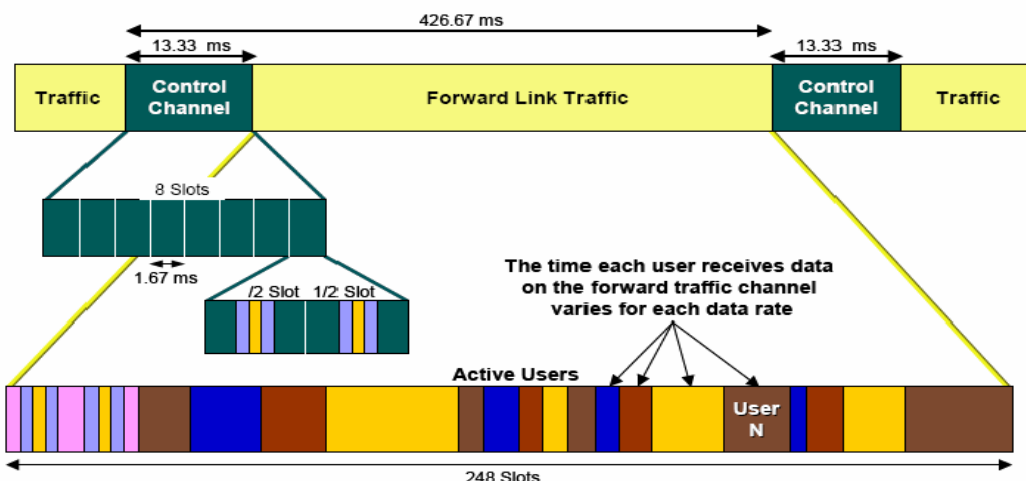 426.67 ms
13.33 ms
13.33 ms
Traffic
Control
Channel
Forward Link Traffic
Control
Channel
Traffic
8 Slots
1.67 ms
/2 Slot
1/2 Slot
The time each user receives data
on the forward traffic channel
varies for each data rate
Active Users
User
N
248 Slots